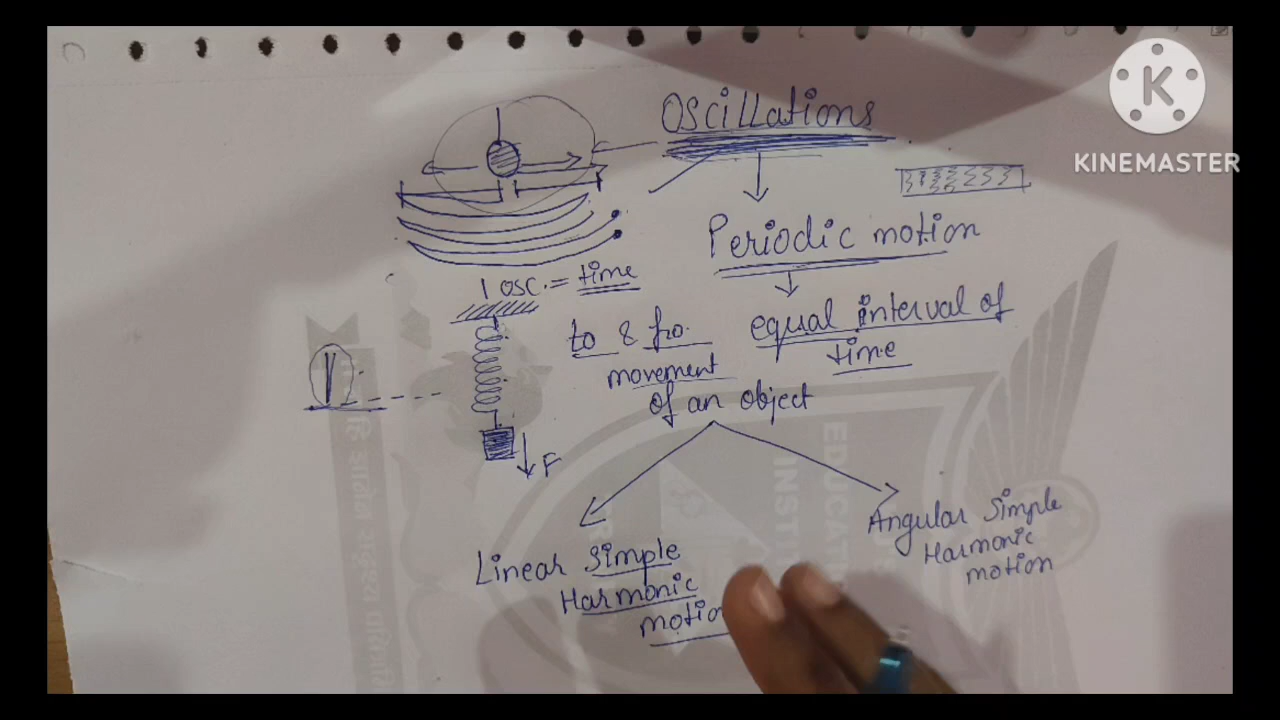 KINEMASTER
Oscillations
Periodic motion
1 osc. = time
to & fro.
movement
of an object
equal interval of
time
F
Linear Simple
Harmonic
motion
Angular Simple
Harmonic
motion